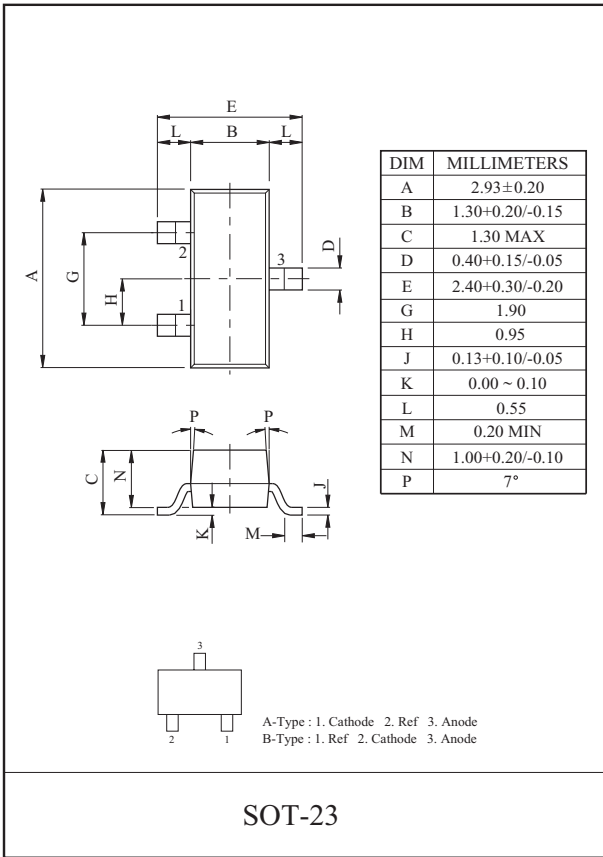 E
L B L
A
G
H
2
1
3
D
DIM MILLIMETERS
A 2.93±0.20
B 1.30+0.20/-0.15
C 1.30 MAX
D 0.40+0.15/-0.05
E 2.40+0.30/-0.20
G 1.90
H 0.95
J 0.13+0.10/-0.05
K 0.00 ~ 0.10
L 0.55
M 0.20 MIN
N 1.00+0.20/-0.10
P 7°
P P
C
N
K
M
J
3
2 1
A-Type : 1. Cathode 2. Ref 3. Anode
B-Type : 1. Ref 2. Cathode 3. Anode
SOT-23